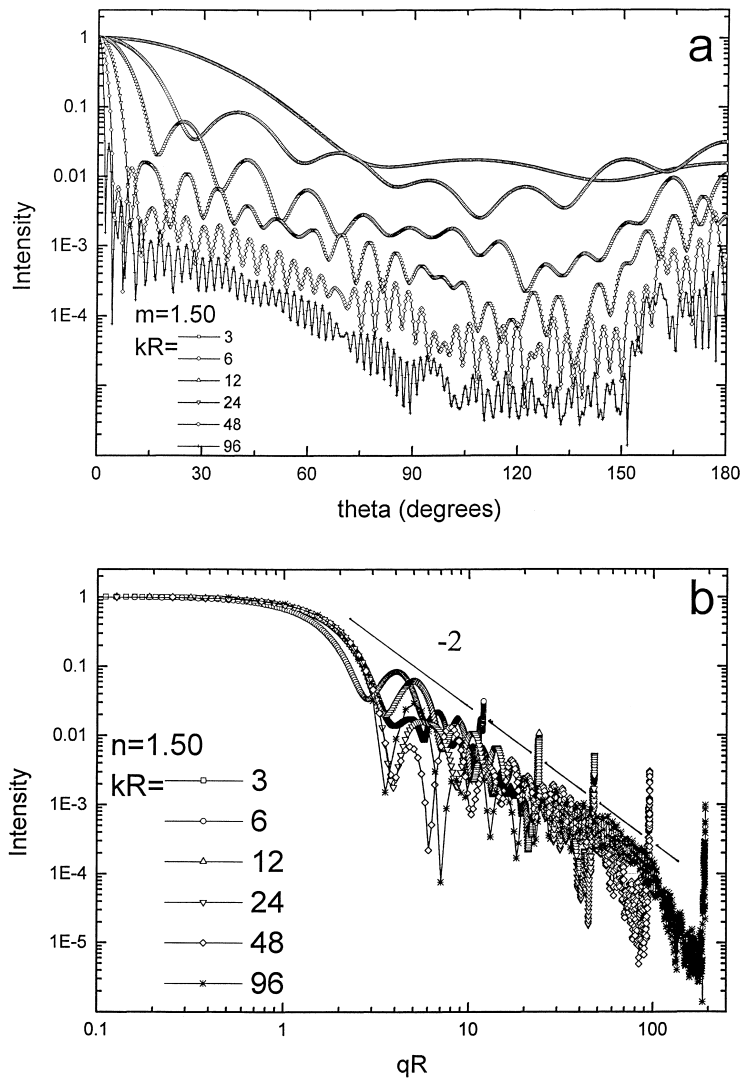 a
1
0.1
0.01
1E-3
1E-4
Intensity
m=1.50
kR=
3
6
12
24
48
96
0 30 60 90 120 150 180
theta (degrees)
b
1
0.1
0.01
1E-3
1E-4
1E-5
Intensity
-2
n=1.50
kR=
3
6
12
24
48
96
0.1 1 10 100
qR